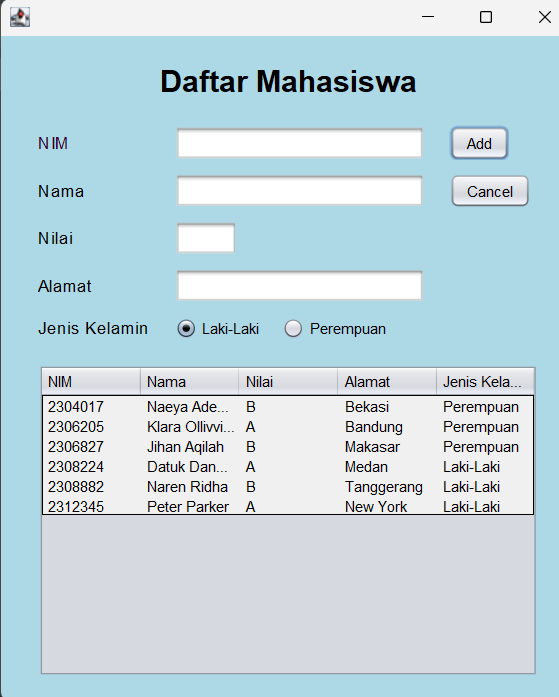 Daftar Mahasiswa
NIM Add
Nama Cancel
Nilai
Alamat
Jenis Kelamin Laki-Laki Perempuan
NIM Nama Nilai Alamat Jenis Kela...
2304017 Naeya Ade... B Bekasi Perempuan
2306205 Klara Ollivvi... A Bandung Perempuan
2306827 Jihan Aqilah B Makasar Perempuan
2308224 Datuk Dan... A Medan Laki-Laki
2308882 Naren Ridha B Tanggerang Laki-Laki
2312345 Peter Parker A New York Laki-Laki